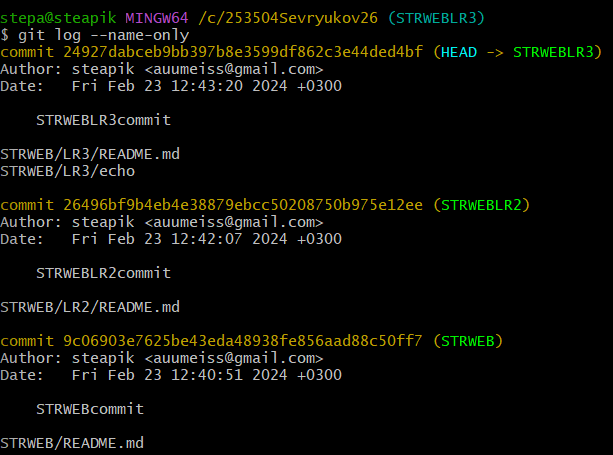 stepa@steapik MINGW64 /c/253504Sevryukov26 (STRWEBLR3)
$ git log --name-only
commit 24927dabceb9bb397b8e3599df862c3e44ded4bf (HEAD -> STRWEBLR3)
Author: steapik <auumeiss@gmail.com>
Date:   Fri Feb 23 12:43:20 2024 +0300
    STRWEBLR3commit
STRWEB/LR3/README.md
STRWEB/LR3/echo
commit 26496bf9b4eb4e38879ebcc50208750b975e12ee (STRWEBLR2)
Author: steapik <auumeiss@gmail.com>
Date:   Fri Feb 23 12:42:07 2024 +0300
    STRWEBLR2commit
STRWEB/LR2/README.md
commit 9c06903e7625be43eda48938fe856aad88c50ff7 (STRWEB)
Author: steapik <auumeiss@gmail.com>
Date:   Fri Feb 23 12:40:51 2024 +0300
    STRWEBcommit
STRWEB/README.md